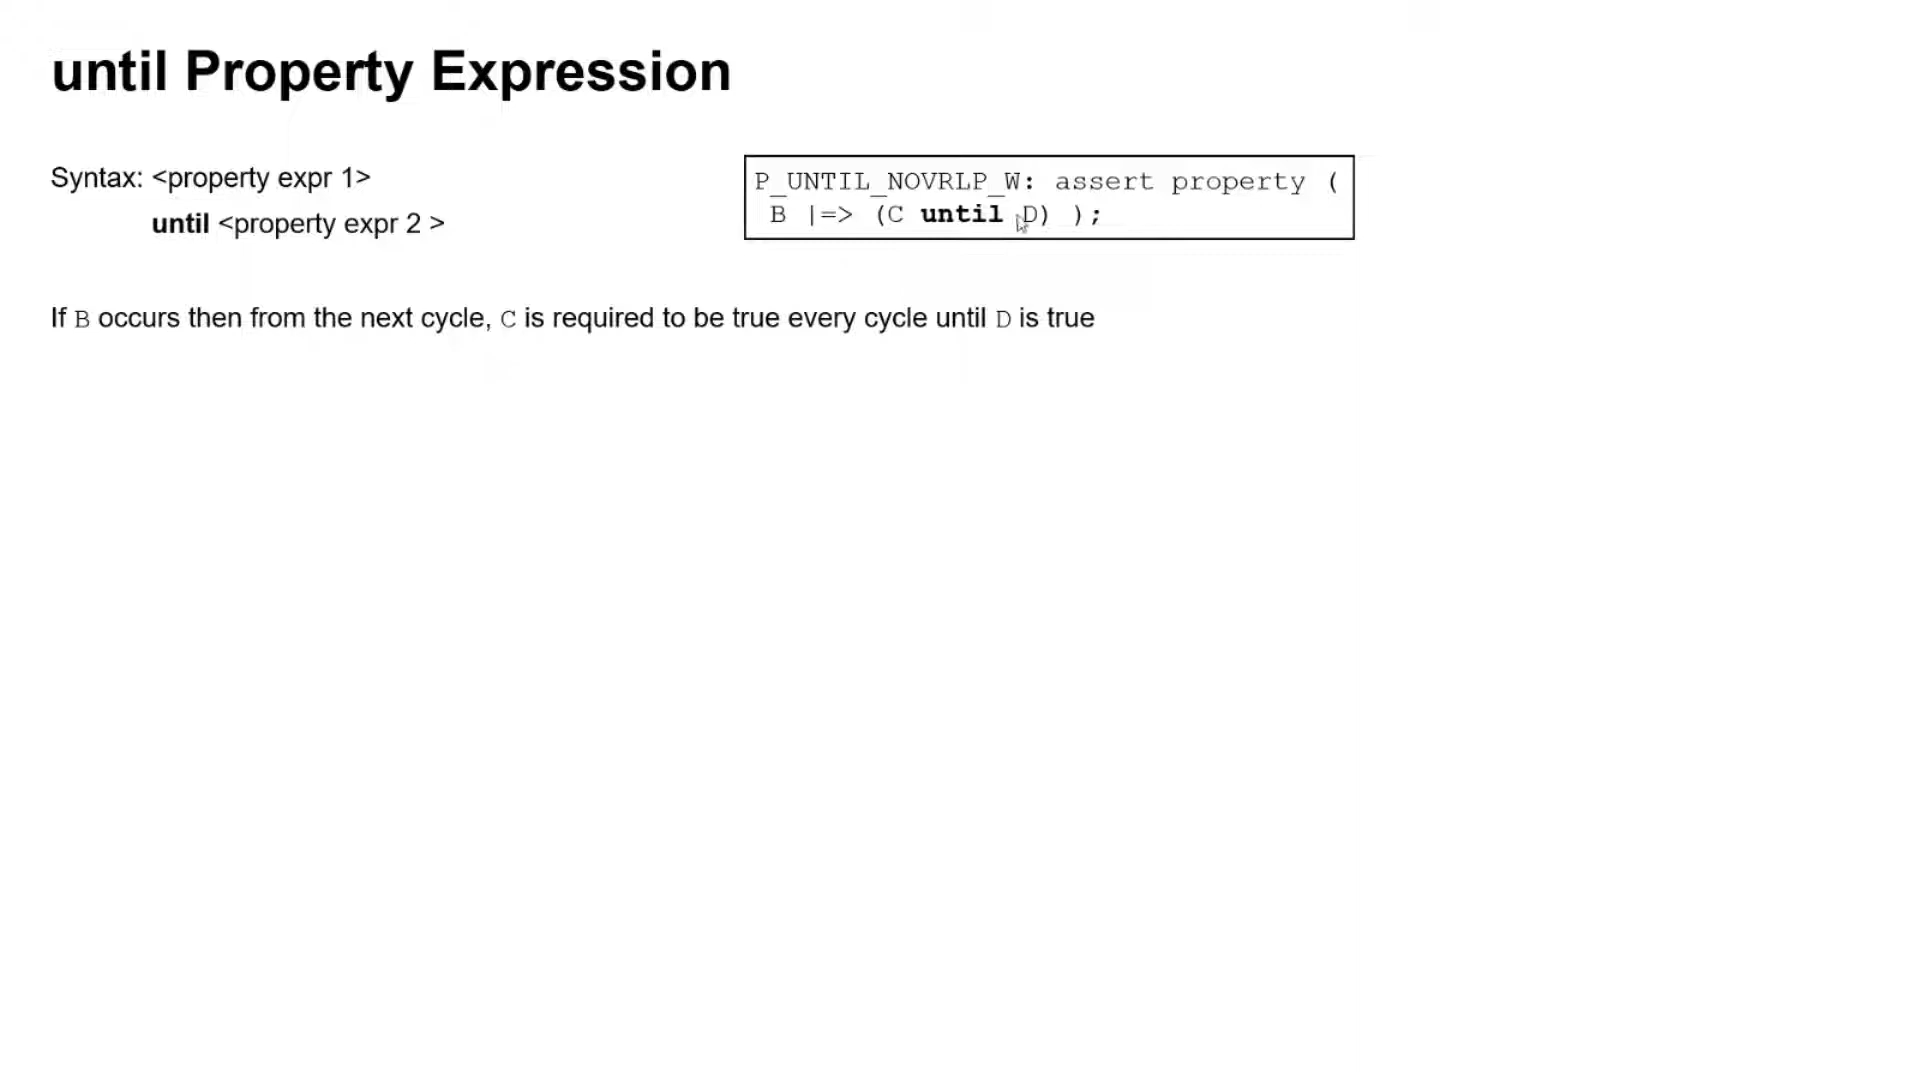 until Property Expression
Syntax: <property expr 1>
until <property expr 2 >
P_UNTIL_NOVRLP_W: assert property (
B |=> (C until D) );
If B occurs then from the next cycle, C is required to be true every cycle until D is true